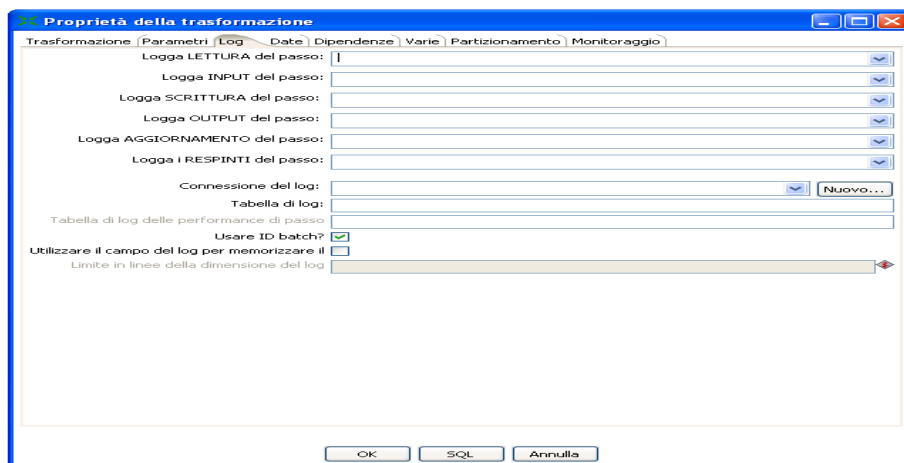 Proprietà della trasformazione
Trasformazione Parametri Log Date Dipendenze Varie Partizionamento Monitoraggio
Logga LETTURA del passo:
Logga INPUT del passo:
Logga SCRITTURA del passo:
Logga OUTPUT del passo:
Logga AGGIORNAMENTO del passo:
Logga i RESPINTI del passo:
Connessione del log: Nuovo...
Tabella di log:
Tabella di log delle performance di passo
Usare ID batch?
Utilizzare il campo del log per memorizzare il
Limite in linee della dimensione del log
OK SQL Annulla